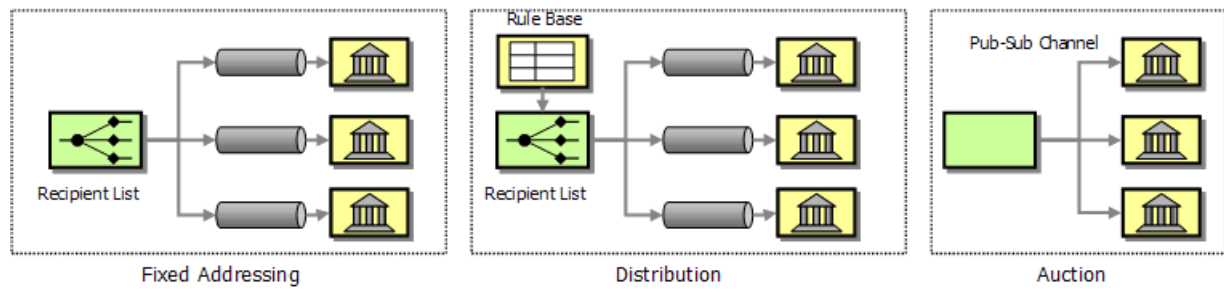 Recipient List
Fixed Addressing
Rule Base
Recipient List
Distribution
Pub-Sub Channel
Auction